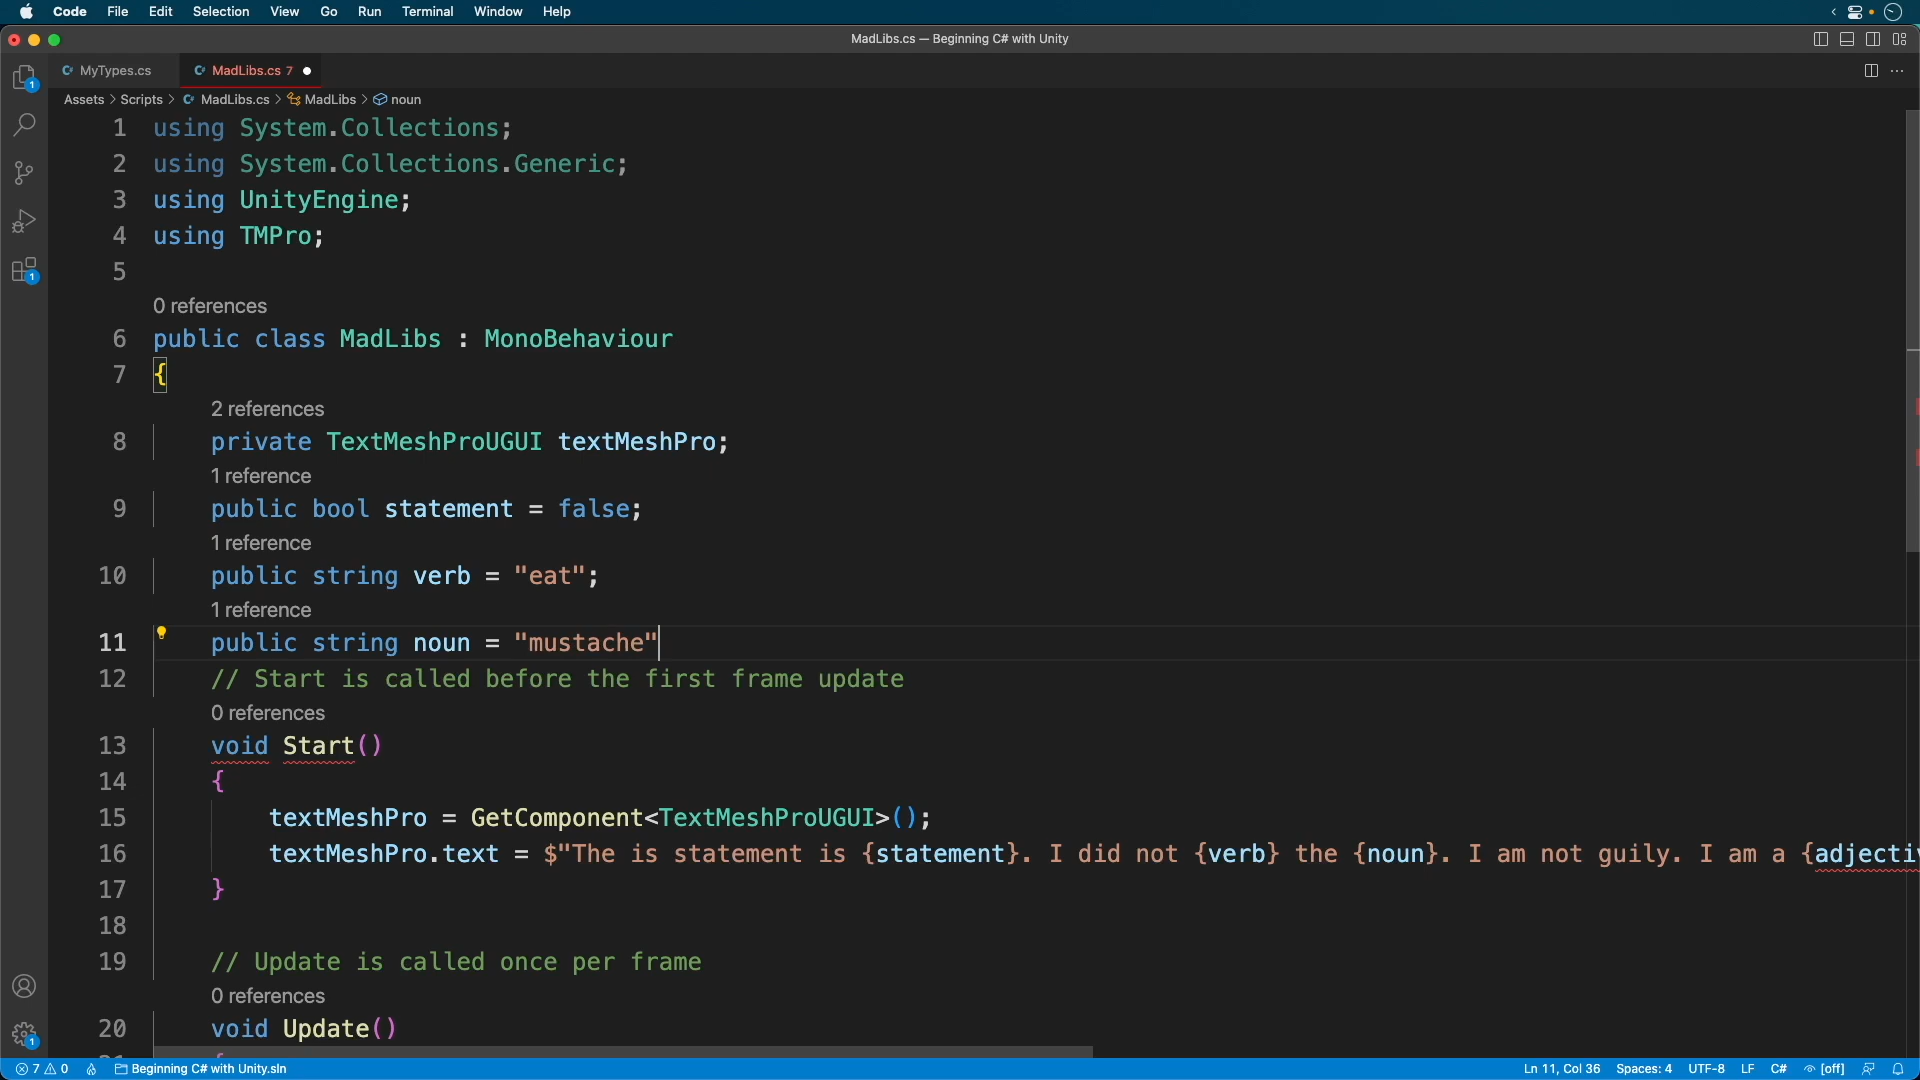 Code File Edit Selection View Go Run Terminal Window Help
MadLibs.cs — Beginning C# with Unity
MyTypes.cs MadLibs.cs 7
Assets > Scripts > MadLibs.cs > MadLibs > noun
1 using System.Collections;
2 using System.Collections.Generic;
3 using UnityEngine;
4 using TMPro;
5
0 references
6 public class MadLibs : MonoBehaviour
7 {
2 references
8 private TextMeshProUGUI textMeshPro;
1 reference
9 public bool statement = false;
1 reference
10 public string verb = "eat";
1 reference
11 public string noun = "mustache"
12 // Start is called before the first frame update
0 references
13 void Start()
14 {
15 textMeshPro = GetComponent<TextMeshProUGUI>();
16 textMeshPro.text = $"The is statement is {statement}. I did not {verb} the {noun}. I am not guily. I am a {adjectiv
17 }
18
19 // Update is called once per frame
0 references
20 void Update()
7 0 Beginning C# with Unity.sln Ln 11, Col 36 Spaces: 4 UTF-8 LF C# [off]